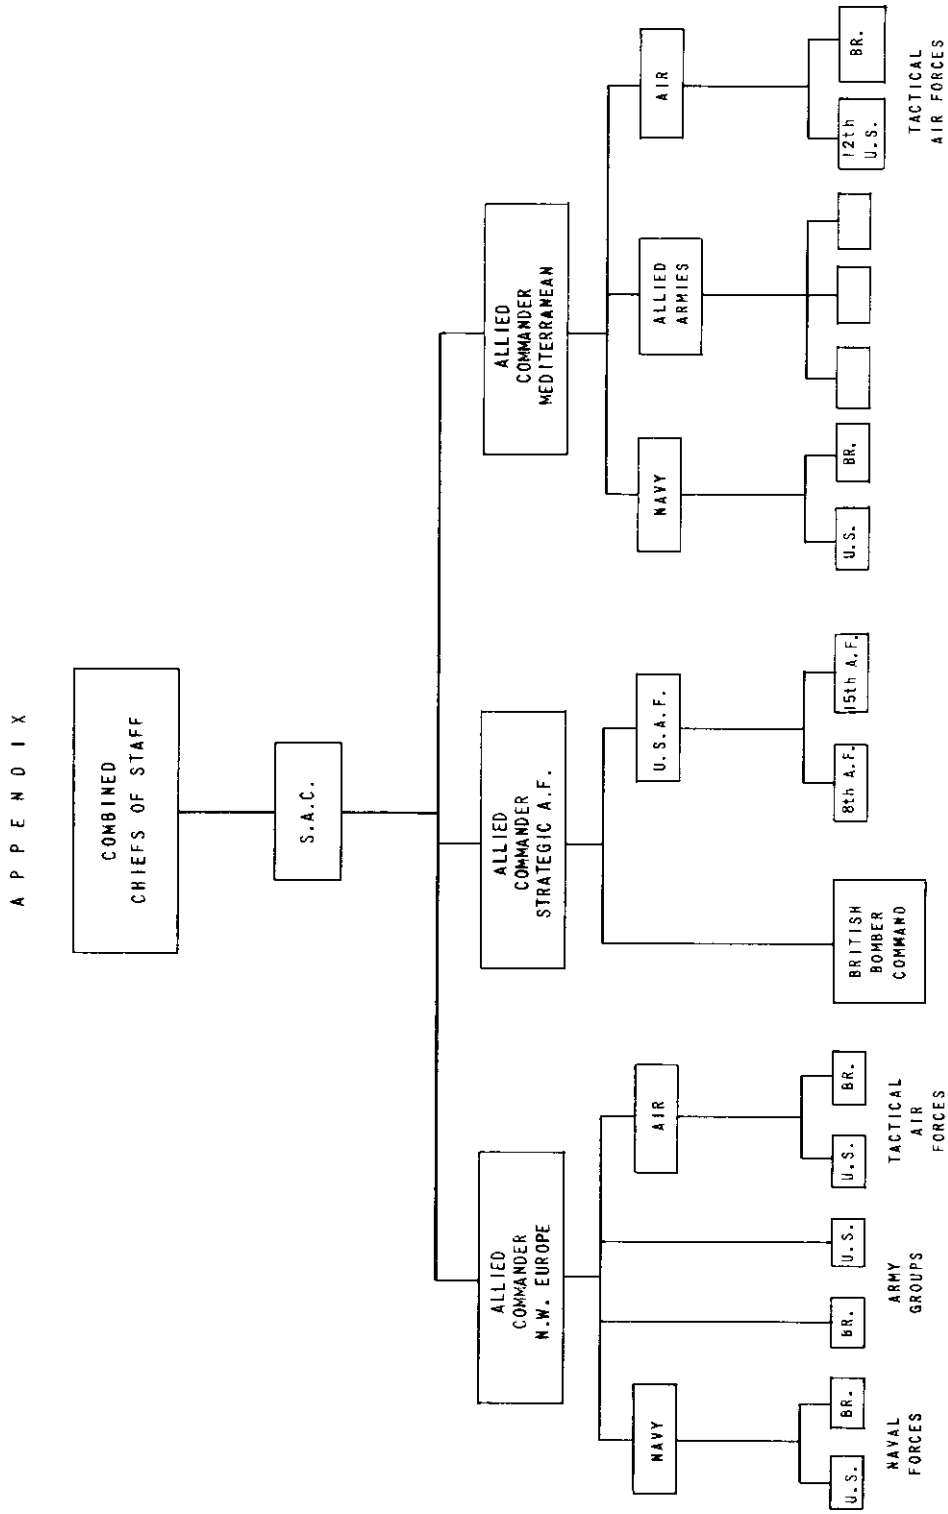 APPENDIX
COMBINED
CHIEFS OF STAFF
S.A.C.
ALLIED
COMMANDER
N.W. EUROPE
ALLIED
COMMANDER
STRATEGIC A.F.
ALLIED
COMMANDER
MEDITERRANEAN
NAVY
AIR
U.S.A.F.
NAVY
ALLIED
ARMIES
AIR
U.S.
BR.
BR.
U.S.
U.S.
BR.
BRITISH
BOMBER
COMMAND
8th A.F.
15th A.F.
U.S.
BR.
12th
U.S.
BR.
NAVAL
FORCES
ARMY
GROUPS
TACTICAL
AIR
FORCES
TACTICAL
AIR FORCES